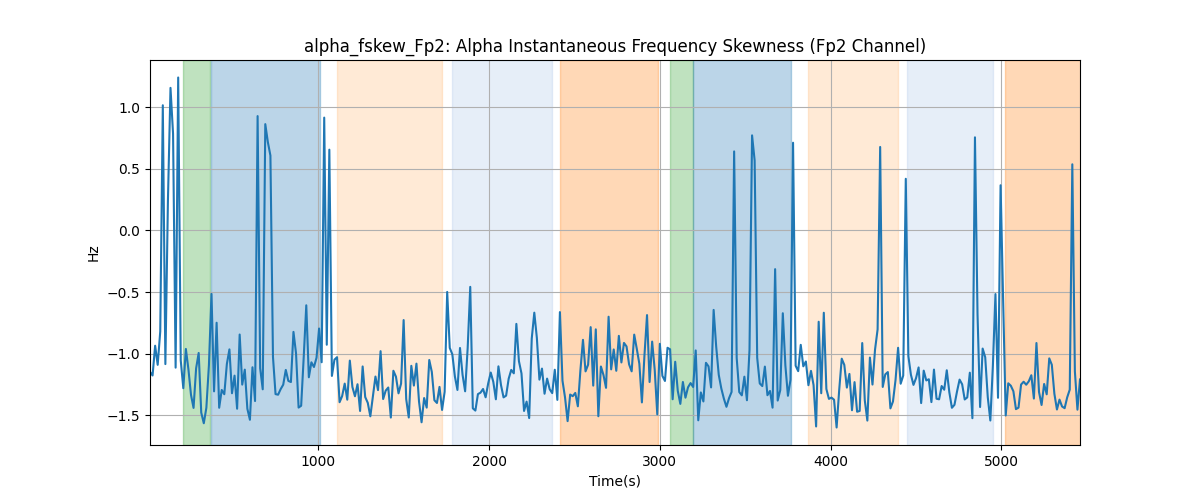 alpha_fskew_Fp2: Alpha Instantaneous Frequency Skewness (Fp2 Channel)
Hz
1.0
0.5
0.0
−0.5
−1.0
−1.5
1000 2000 3000 4000 5000
Time(s)